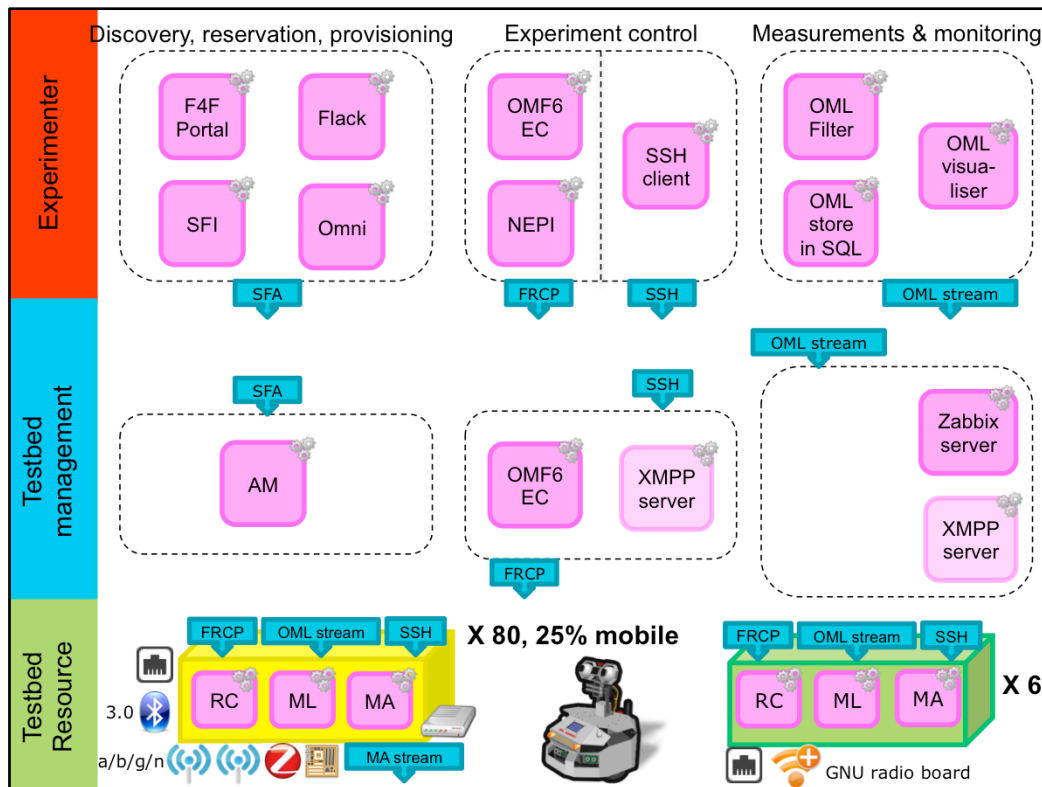 Discovery, reservation, provisioning
Experiment control
Measurements & monitoring
Experimenter
F4F
Portal
Flack
SFI
Omni
OMF6
EC
NEPI
SSH
client
OML
Filter
OML
store
in SQL
OML
visua-
liser
SFA
FRCP
SSH
OML stream
Testbed
management
OML stream
SFA
SSH
AM
OMF6
EC
XMPP
server
Zabbix
server
XMPP
server
FRCP
Testbed
Resource
FRCP
OML stream
SSH
X 80, 25% mobile
RC
ML
MA
3.0
a/b/g/n
MA stream
FRCP
OML stream
SSH
RC
ML
MA
X 6
GNU radio board